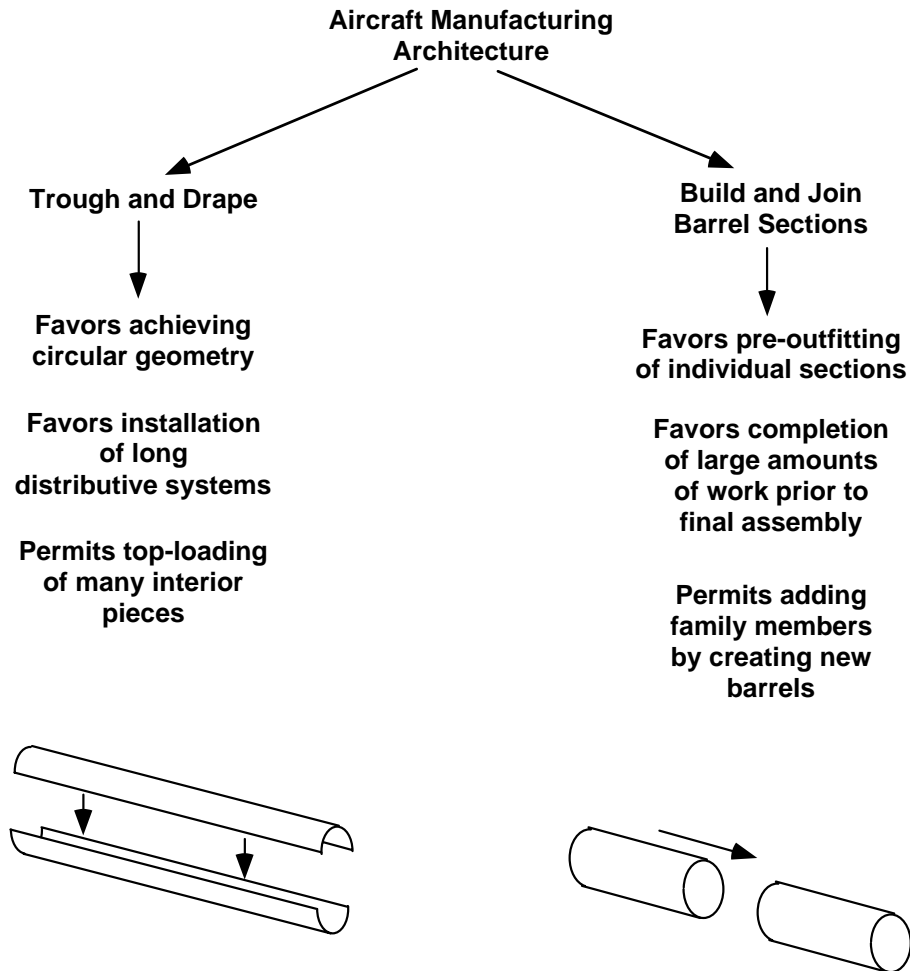 Aircraft Manufacturing
Architecture
Trough and Drape
Favors achieving
circular geometry
Favors installation
of long
distributive systems
Permits top-loading
of many interior
pieces
Build and Join
Barrel Sections
Favors pre-outfitting
of individual sections
Favors completion
of large amounts
of work prior to
final assembly
Permits adding
family members
by creating new
barrels